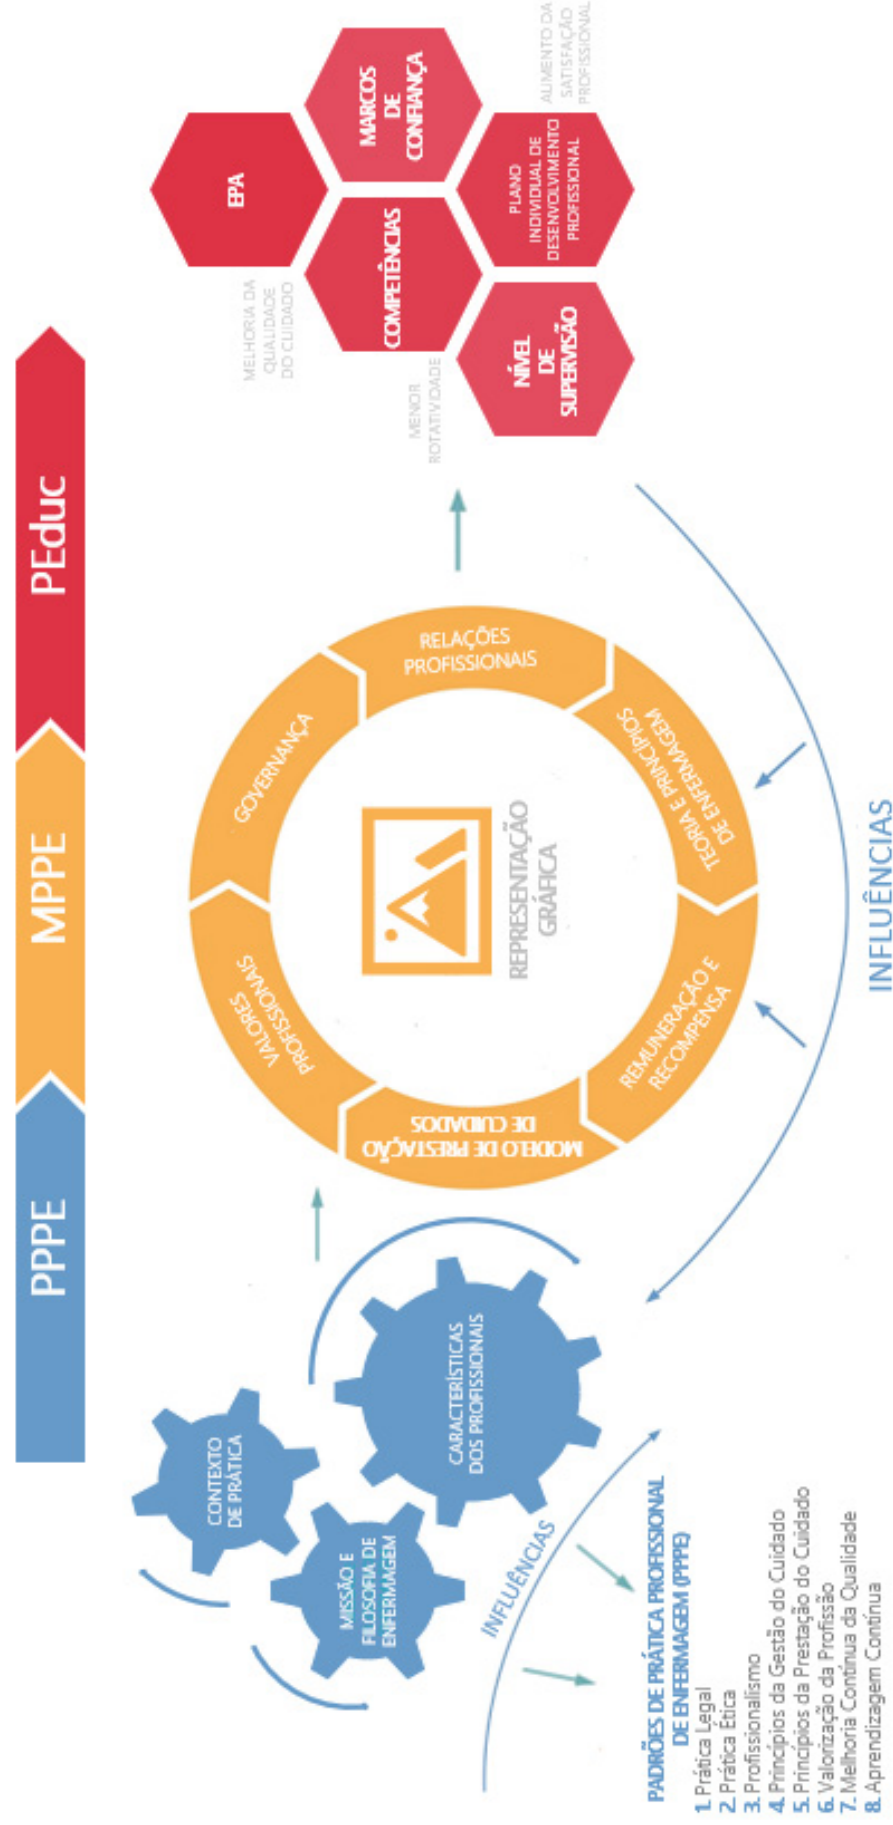 PPPE
MPPE
PEduc
CONTEXTO
DE PRÁTICA
MISSÃO E
FILOSOFIA DE
ENFERMAGEM
CARACTERÍSTICAS
DOS PROFISSIONAIS
INFLUÊNCIAS
PADRÕES DE PRÁTICA PROFISSIONAL
DE ENFERMAGEM (PPPE)
1. Prática Legal
2. Prática Ética
3. Profissionalismo
4. Princípios da Gestão do Cuidado
5. Princípios da Prestação do Cuidado
6. Valorização da Profissão
7. Melhoria Contínua da Qualidade
8. Aprendizagem Contínua
VALORES
PROFISSIONAIS
GOVERNANÇA
RELAÇÕES
PROFISSIONAIS
TEORIA E PRINCÍPIOS
DE ENFERMAGEM
REMUNERAÇÃO E
RECOMPENSA
MODELO DE PRESTAÇÃO
DE CUIDADOS
REPRESENTAÇÃO
GRÁFICA
INFLUÊNCIAS
MELHORIA DA
QUALIDADE
DO CUIDADO
EPA
MENOR
ROTATIVIDADE
COMPETÊNCIAS
MARCOS
DE
CONFIANÇA
NÍVEL
DE
SUPERVISÃO
PLANO
INDIVIDUAL DE
DESENVOLVIMENTO
PROFISSIONAL
AUMENTO DA
SATISFAÇÃO
PROFISSIONAL